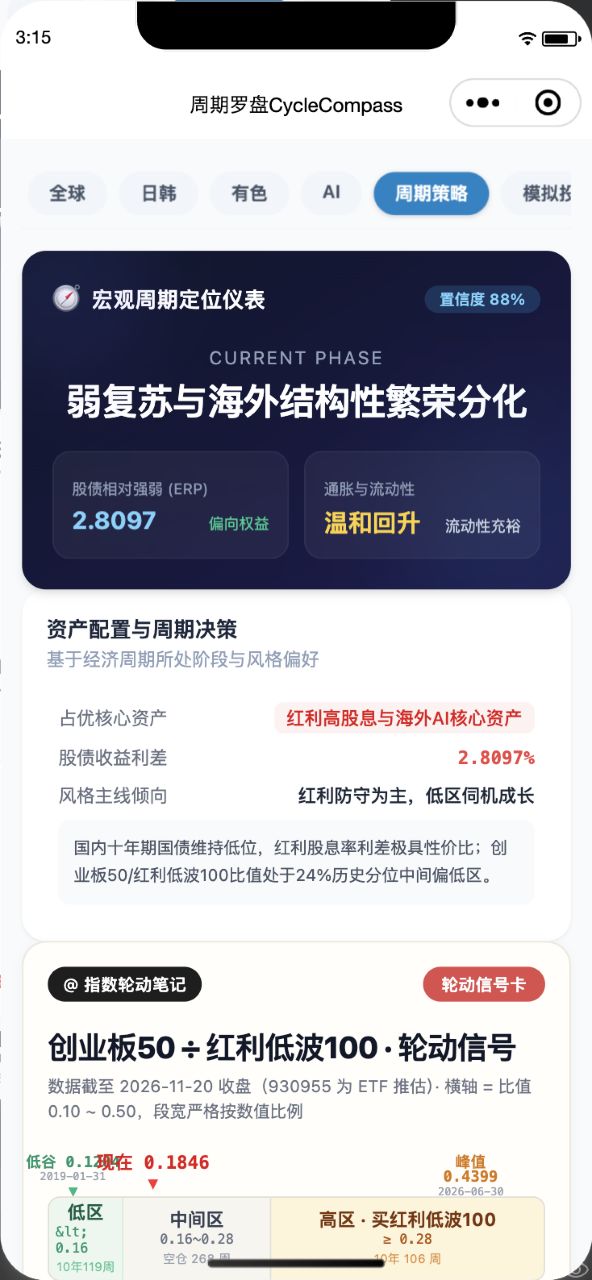 3:15
周期罗盘CycleCompass
全球
日韩
有色
AI
周期策略
模拟投
宏观周期定位仪表
置信度 88%
CURRENT PHASE
弱复苏与海外结构性繁荣分化
股债相对强弱 (ERP)
2.8097
偏向权益
通胀与流动性
温和回升
流动性充裕
资产配置与周期决策
基于经济周期所处阶段与风格偏好
占优核心资产
红利高股息与海外AI核心资产
股债收益利差
2.8097%
风格主线倾向
红利防守为主，低区伺机成长
国内十年期国债维持低位，红利股息率利差极具性价比；创
业板50/红利低波100比值处于24%历史分位中间偏低区。
@ 指数轮动笔记
轮动信号卡
创业板50 ÷ 红利低波100 · 轮动信号
数据截至 2026-11-20 收盘（930955 为 ETF 推估）· 横轴 = 比值
0.10 ~ 0.50，段宽严格按数值比例
低谷
2019-01-31
现在 0.1846
峰值
0.4399
2026-06-30
低区
&lt;
0.16
10年119周
中间区
0.16~0.28
空仓 268 周
高区 · 买红利低波100
≥ 0.28
10年 106 周